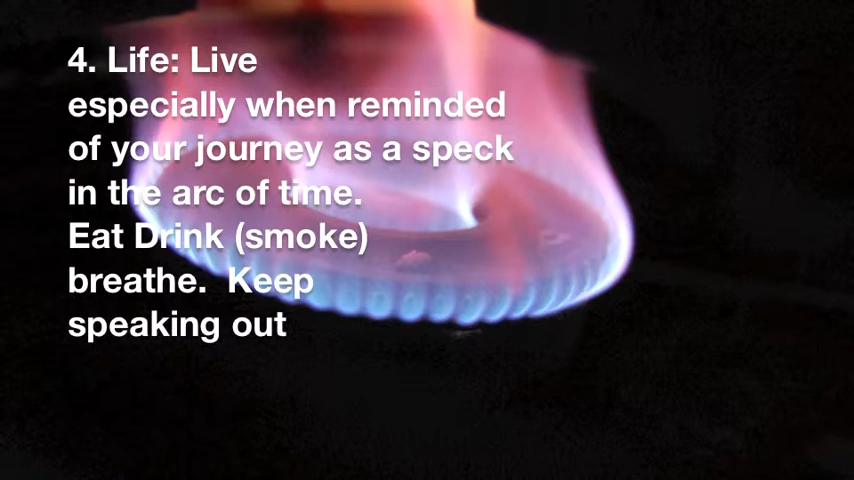 4. Life: Live
especially when reminded
of your journey as a speck
in the arc of time.
Eat Drink (smoke)
breathe.  Keep
speaking out